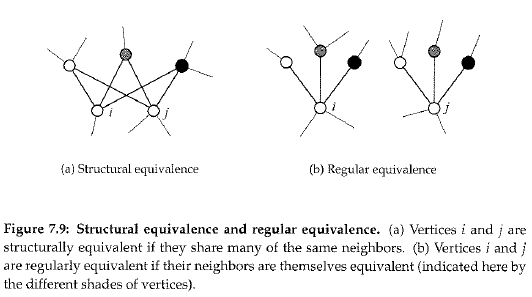 i
j
i
j
(a) Structural equivalence
(b) Regular equivalence
Figure 7.9: Structural equivalence and regular equivalence. (a) Vertices i and j are
structurally equivalent if they share many of the same neighbors. (b) Vertices i and j
are regularly equivalent if their neighbors are themselves equivalent (indicated here by
the different shades of vertices).